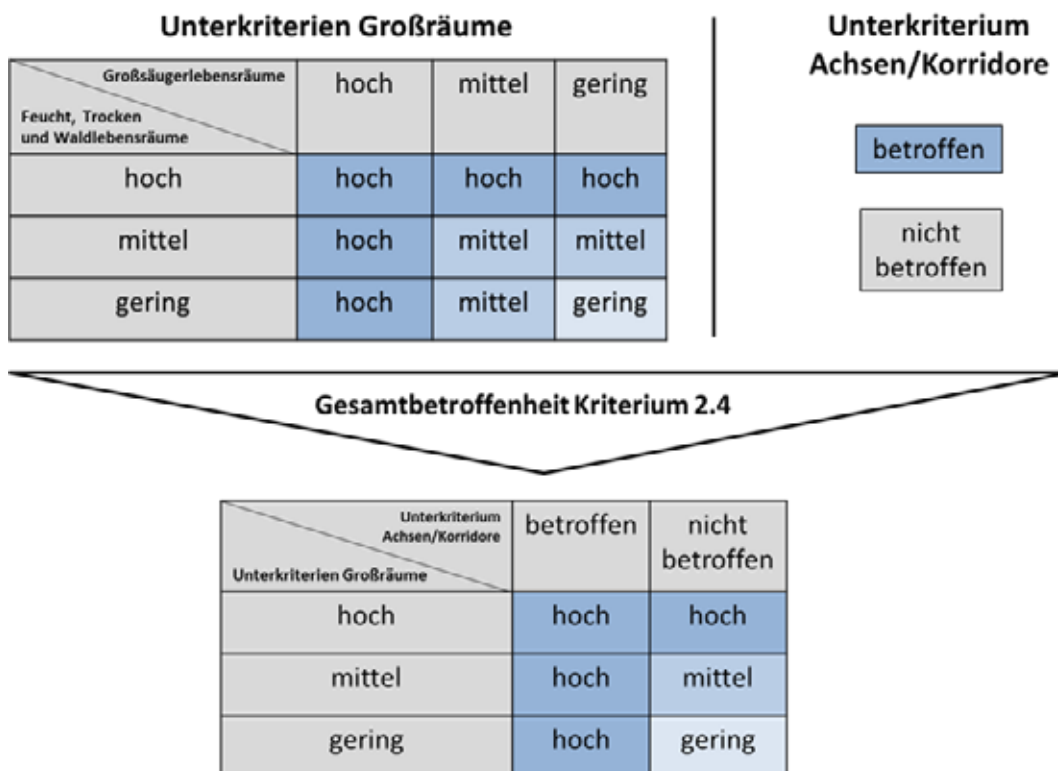 Unterkriterien Großräume
Großsäugerlebensräume
Feucht, Trocken
und Waldlebensräume
hoch mittel gering
hoch hoch hoch hoch
mittel hoch mittel mittel
gering hoch mittel gering
Unterkriterium
Achsen/Korridore
betroffen
nicht
betroffen
Gesamtbetroffenheit Kriterium 2.4
Unterkriterium
Achsen/Korridore
Unterkriterien Großräume
betroffen
nicht
betroffen
hoch hoch hoch
mittel hoch mittel
gering hoch gering